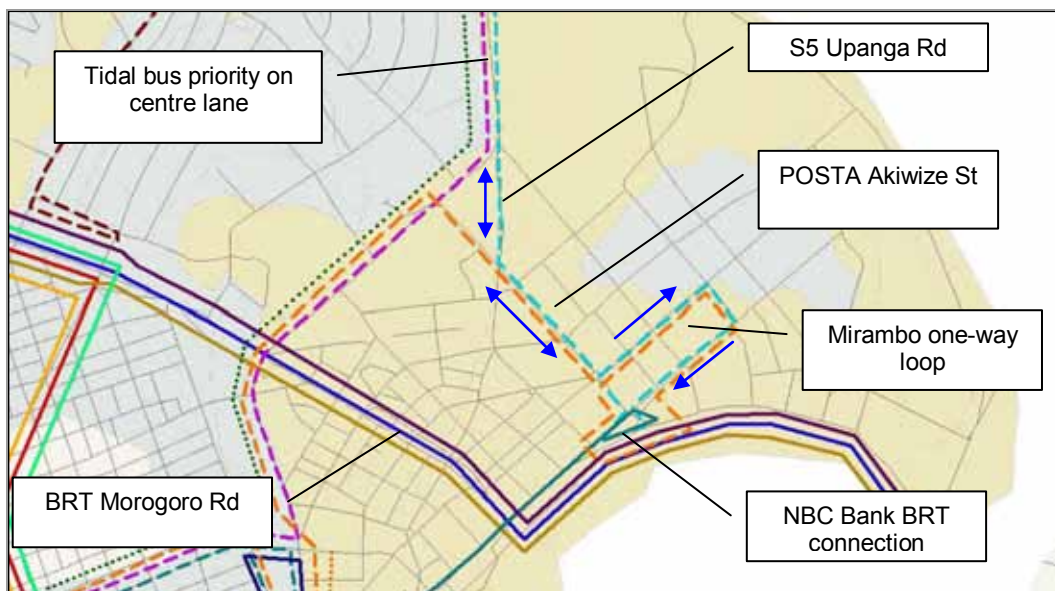 Tidal bus priority on
centre lane
S5 Upanga Rd
POSTA Akiwize St
Mirambo one-way
loop
BRT Morogoro Rd
NBC Bank BRT
connection